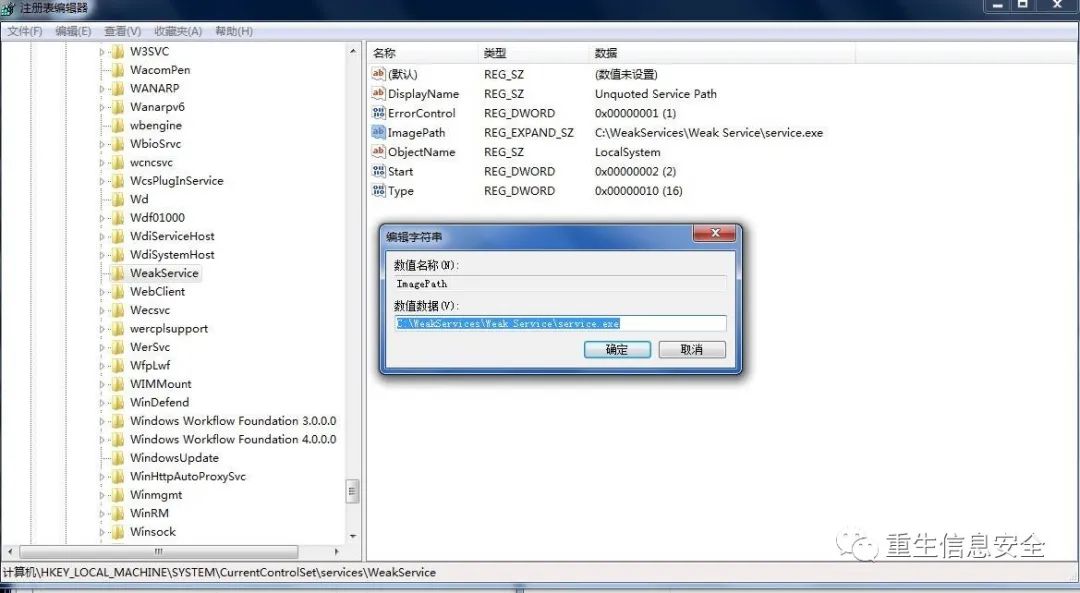 注册表编辑器
文件(F) 编辑(E) 查看(V) 收藏夹(A) 帮助(H)
W3SVC
WacomPen
WANARP
Wanarpv6
wbengine
WbioSrvc
wcncsvc
WcsPlugInService
Wd
Wdf01000
WdiServiceHost
WdiSystemHost
WeakService
WebClient
Wecsvc
wercplsupport
WerSvc
WfpLwf
WIMMount
WinDefend
Windows Workflow Foundation 3.0.0.0
Windows Workflow Foundation 4.0.0.0
WindowsUpdate
WinHttpAutoProxySvc
Winmgmt
WinRM
Winsock
名称 类型 数据
(默认) REG_SZ (数值未设置)
DisplayName REG_SZ Unquoted Service Path
ErrorControl REG_DWORD 0x00000001 (1)
ImagePath REG_EXPAND_SZ C:\WeakServices\Weak Service\service.exe
ObjectName REG_SZ LocalSystem
Start REG_DWORD 0x00000002 (2)
Type REG_DWORD 0x00000010 (16)
编辑字符串
数值名称(N):
ImagePath
数值数据(V):
C:\WeakServices\Weak Service\service.exe
确定 取消
重生信息安全
计算机\HKEY_LOCAL_MACHINE\SYSTEM\CurrentControlSet\services\WeakService